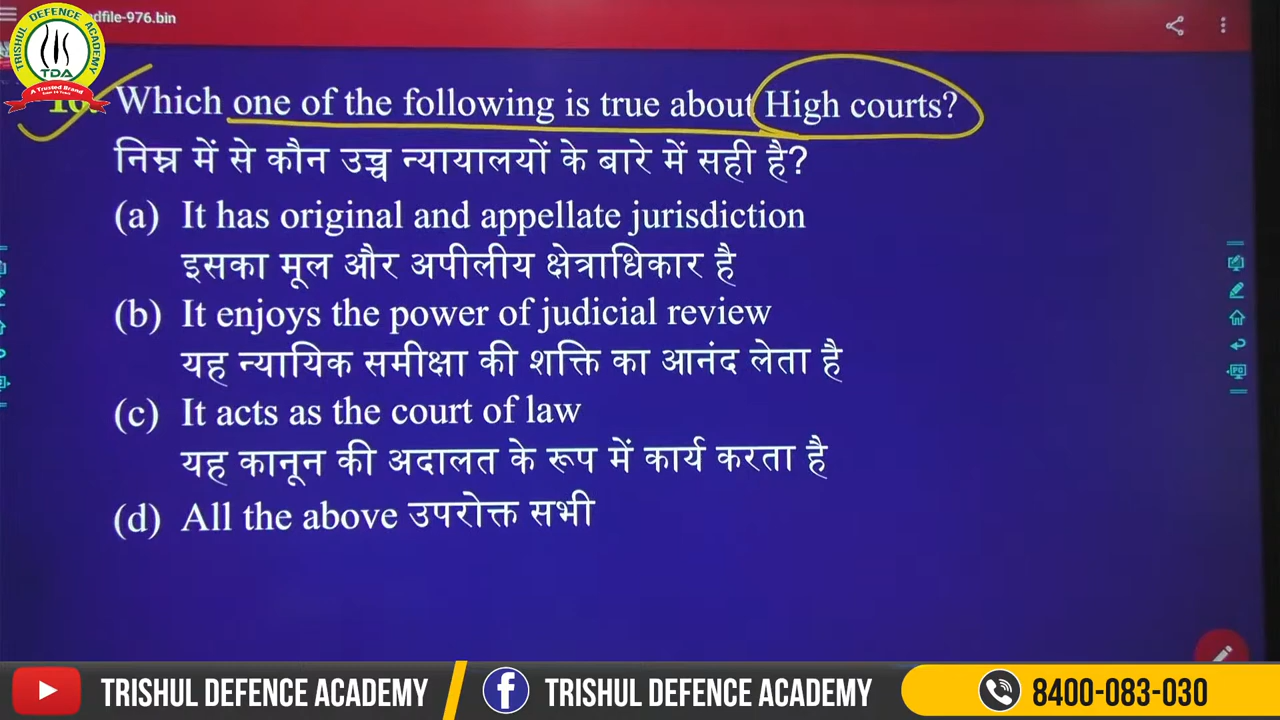 dfile-976.bin
TRISHUL DEFENCE ACADEMY
TDA
A Trusted Brand
16. Which one of the following is true about High courts?
निम्न में से कौन उच्च न्यायालयों के बारे में सही है?
(a) It has original and appellate jurisdiction
इसका मूल और अपीलीय क्षेत्राधिकार है
(b) It enjoys the power of judicial review
यह न्यायिक समीक्षा की शक्ति का आनंद लेता है
(c) It acts as the court of law
यह कानून की अदालत के रूप में कार्य करता है
(d) All the above उपरोक्त सभी
TRISHUL DEFENCE ACADEMY
TRISHUL DEFENCE ACADEMY
8400-083-030